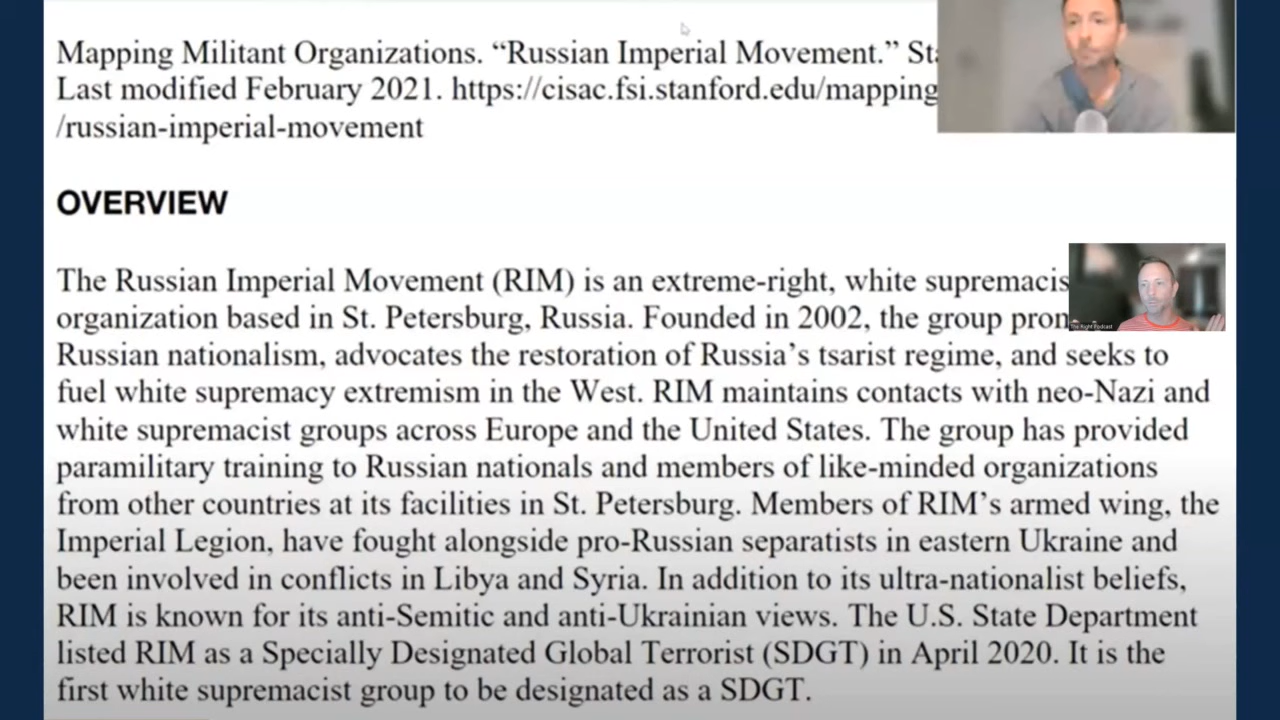 Mapping Militant Organizations. “Russian Imperial Movement.”
Last modified February 2021. https://cisac.fsi.stanford.edu/mapping
/russian-imperial-movement
OVERVIEW
The Russian Imperial Movement (RIM) is an extreme-right, white supremacis
organization based in St. Petersburg, Russia. Founded in 2002, the group
Russian nationalism, advocates the restoration of Russia’s tsarist regime, and seeks to
fuel white supremacy extremism in the West. RIM maintains contacts with neo-Nazi and
white supremacist groups across Europe and the United States. The group has provided
paramilitary training to Russian nationals and members of like-minded organizations
from other countries at its facilities in St. Petersburg. Members of RIM’s armed wing, the
Imperial Legion, have fought alongside pro-Russian separatists in eastern Ukraine and
been involved in conflicts in Libya and Syria. In addition to its ultra-nationalist beliefs,
RIM is known for its anti-Semitic and anti-Ukrainian views. The U.S. State Department
listed RIM as a Specially Designated Global Terrorist (SDGT) in April 2020. It is the
first white supremacist group to be designated as a SDGT.
The Right Podcast